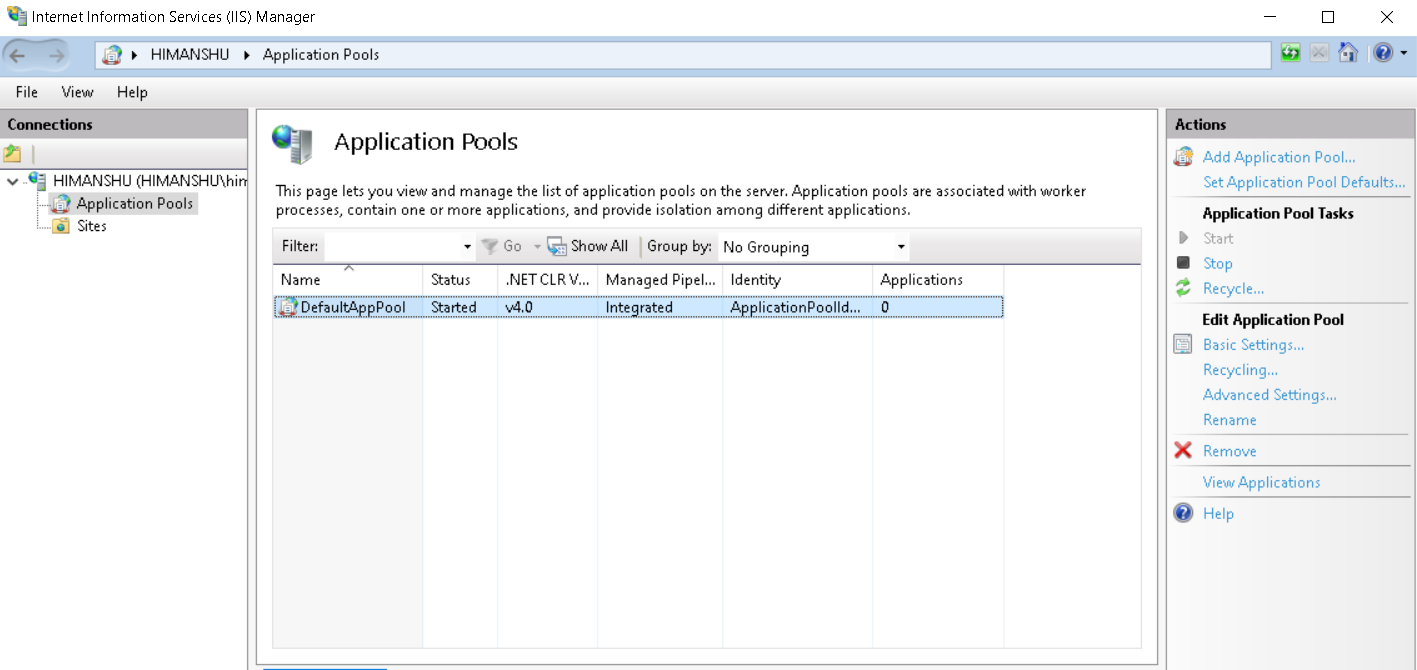 Internet Information Services (IIS) Manager
HIMANSHU Application Pools
File View Help
Connections
HIMANSHU (HIMANSHU\him
Application Pools
Sites
Application Pools
This page lets you view and manage the list of application pools on the server. Application pools are associated with worker
processes, contain one or more applications, and provide isolation among different applications.
Filter: Go Show All Group by: No Grouping
Name Status .NET CLR V... Managed Pipel... Identity Applications
DefaultAppPool Started v4.0 Integrated ApplicationPoolId... 0
Actions
Add Application Pool...
Set Application Pool Defaults...
Application Pool Tasks
Start
Stop
Recycle...
Edit Application Pool
Basic Settings...
Recycling...
Advanced Settings...
Rename
Remove
View Applications
Help